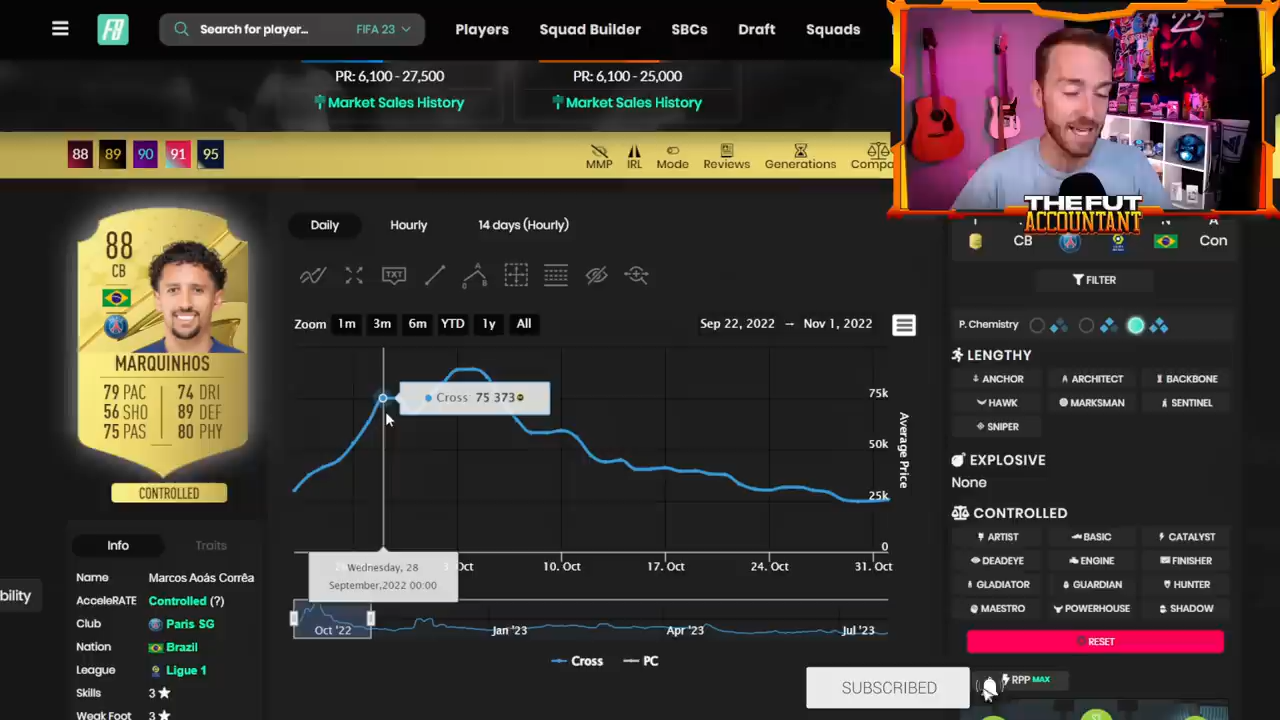 Search for player... FIFA 23
Players
Squad Builder
SBCs
Draft
Squads
PR: 6,100 - 27,500
PR: 6,100 - 25,000
Market Sales History
Market Sales History
88 89 90 91 95
MMP
IRL
Mode
Reviews
Generations
Compa
THE FUT
ACCOUNTANT
88
CB
MARQUINHOS
79 PAC 74 DRI
56 SHO 89 DEF
75 PAS 80 PHY
CONTROLLED
Daily
Hourly
14 days (Hourly)
TXT
Zoom 1m 3m 6m YTD 1y All
Sep 22, 2022 → Nov 1, 2022
Cross: 75 373
75k
50k
25k
0
Average Price
Wednesday, 28
September,2022 00:00
Oct
10. Oct
17. Oct
24. Oct
31. Oct
Oct '22
Jan '23
Apr '23
Jul '23
Cross
PC
Info
Traits
Name Marcos Aoás Corrêa
AcceleRATE Controlled (?)
Club Paris SG
Nation Brazil
League Ligue 1
Skills 3
Weak Foot 3
bility
CB
Con
FILTER
P. Chemistry
LENGTHY
ANCHOR
ARCHITECT
BACKBONE
HAWK
MARKSMAN
SENTINEL
SNIPER
EXPLOSIVE
None
CONTROLLED
ARTIST
BASIC
CATALYST
DEADEYE
ENGINE
FINISHER
GLADIATOR
GUARDIAN
HUNTER
MAESTRO
POWERHOUSE
SHADOW
RESET
RPP MAX
SUBSCRIBED